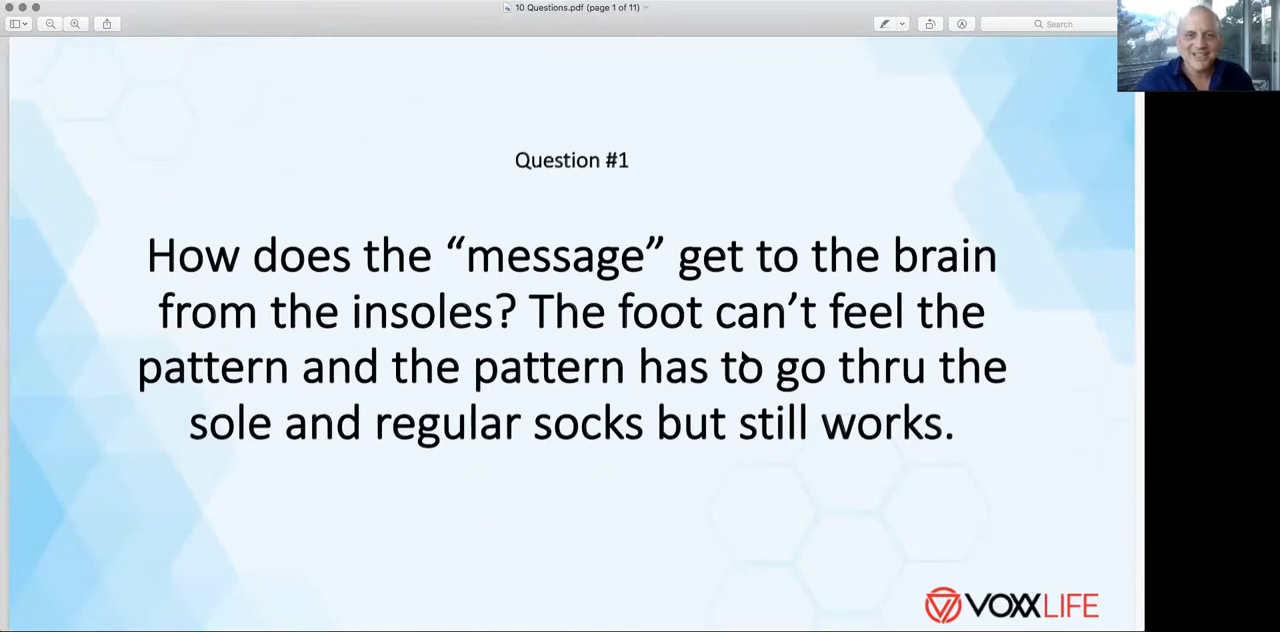 10 Questions.pdf (page 1 of 11)
Search
Question #1
How does the “message” get to the brain
from the insoles? The foot can’t feel the
pattern and the pattern has to go thru the
sole and regular socks but still works.
VOXXLIFE